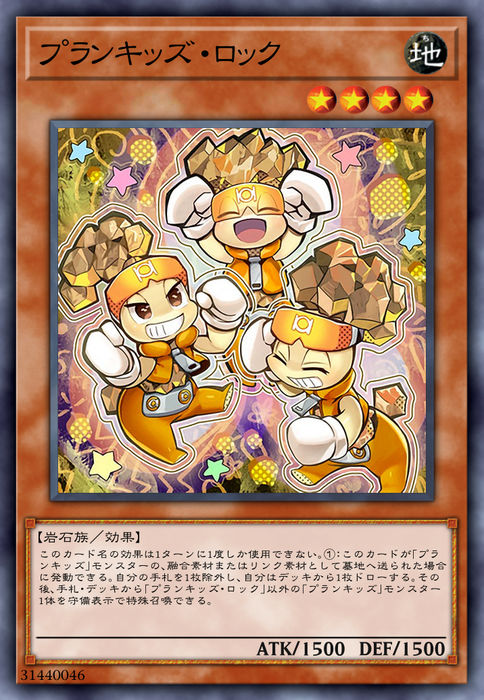 プランキッズ・ロック
ち
地
【岩石族／効果】
このカード名の効果は1ターンに1度しか使用できない。①：このカードが「プラ
ンキッズ」モンスターの、融合素材またはリンク素材として墓地へ送られた場合
に発動できる。自分の手札を1枚除外し、自分はデッキから1枚ドローする。その
後、手札・デッキから「プランキッズ・ロック」以外の「プランキッズ」モンスター
1体を守備表示で特殊召喚できる。
ATK/1500 DEF/1500
31440046